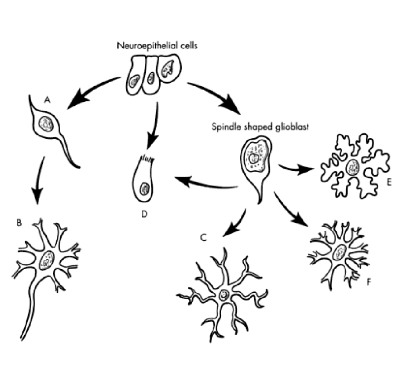 Neuroepithelial cells
A
Spindle shaped glioblast
E
D
B
C
F